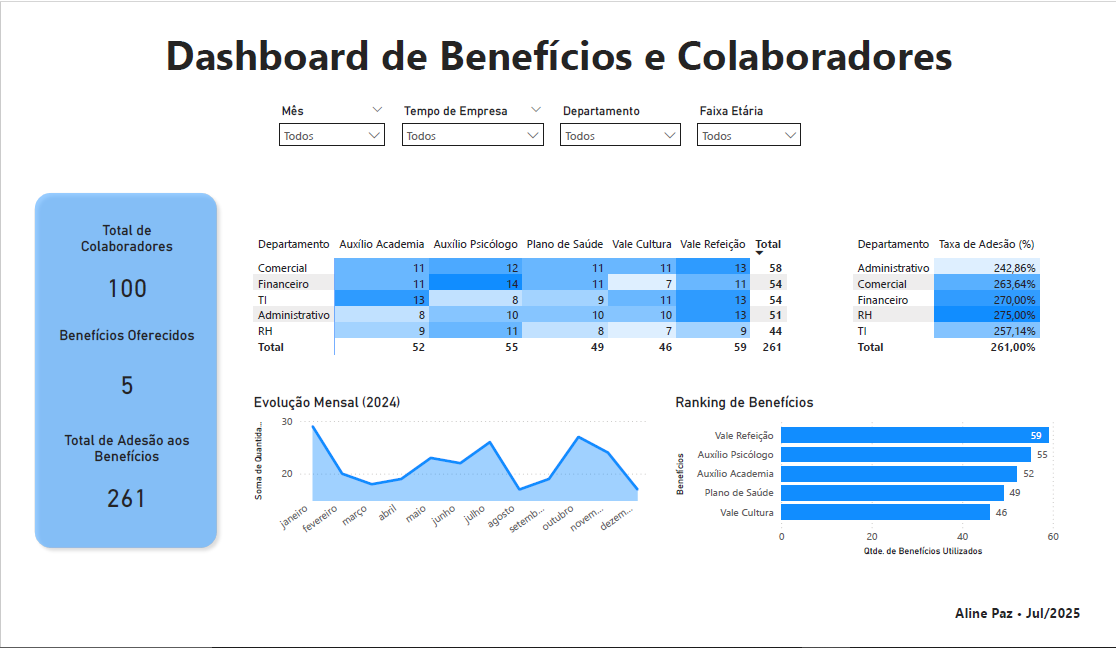 Dashboard de Benefícios e Colaboradores
Mês Tempo de Empresa Departamento Faixa Etária
Todos Todos Todos Todos
Total de
Colaboradores
100
Benefícios Oferecidos
5
Total de Adesão aos
Benefícios
261
Departamento Auxílio Academia Auxílio Psicólogo Plano de Saúde Vale Cultura Vale Refeição Total
Comercial 11 12 11 11 13 58
Financeiro 11 14 11 7 11 54
TI 13 8 9 11 13 54
Administrativo 8 10 10 10 13 51
RH 9 11 8 7 9 44
Total 52 55 49 46 59 261
Departamento Taxa de Adesão (%)
Administrativo 242,86%
Comercial 263,64%
Financeiro 270,00%
RH 275,00%
TI 257,14%
Total 261,00%
Evolução Mensal (2024)
Soma de Quantida...
30
20
janeiro fevereiro março abril maio junho julho agosto setemb... outubro novem... dezem...
Ranking de Benefícios
Benefícios
Vale Refeição 59
Auxílio Psicólogo 55
Auxílio Academia 52
Plano de Saúde 49
Vale Cultura 46
0 20 40 60
Qtde. de Benefícios Utilizados
Aline Paz • Jul/2025